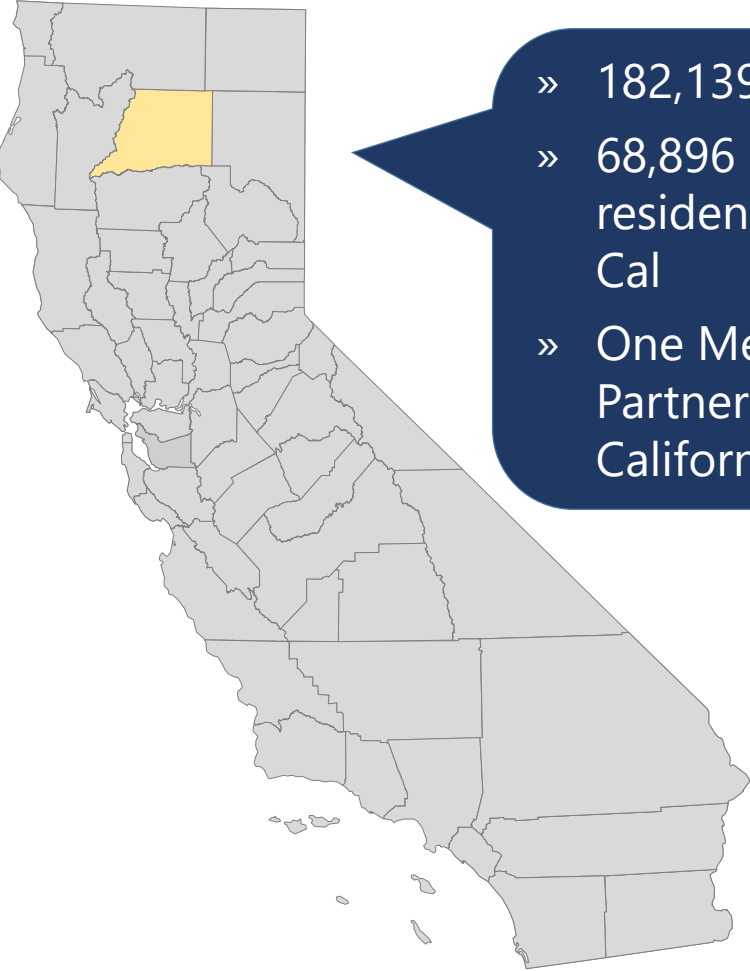 » 182,139
» 68,896
residen
Cal
» One Me
Partner
Californ